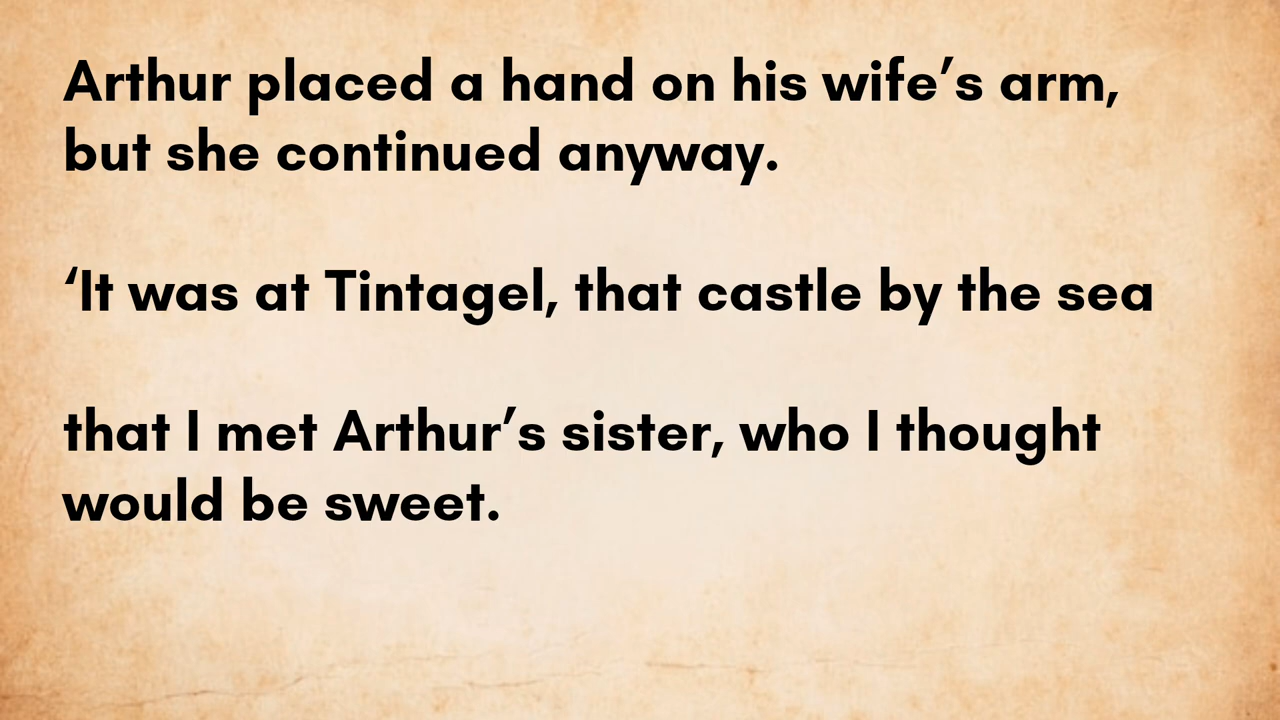 Arthur placed a hand on his wife’s arm,
but she continued anyway.
‘It was at Tintagel, that castle by the sea
that I met Arthur’s sister, who I thought
would be sweet.